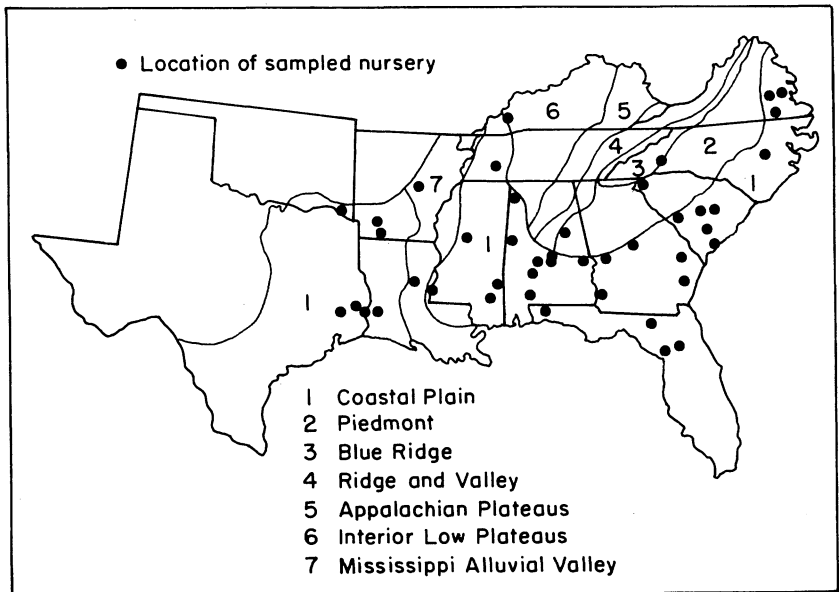 ● Location of sampled nursery
6
5
4
2
3
1
7
1
1
1 Coastal Plain
2 Piedmont
3 Blue Ridge
4 Ridge and Valley
5 Appalachian Plateaus
6 Interior Low Plateaus
7 Mississippi Alluvial Valley